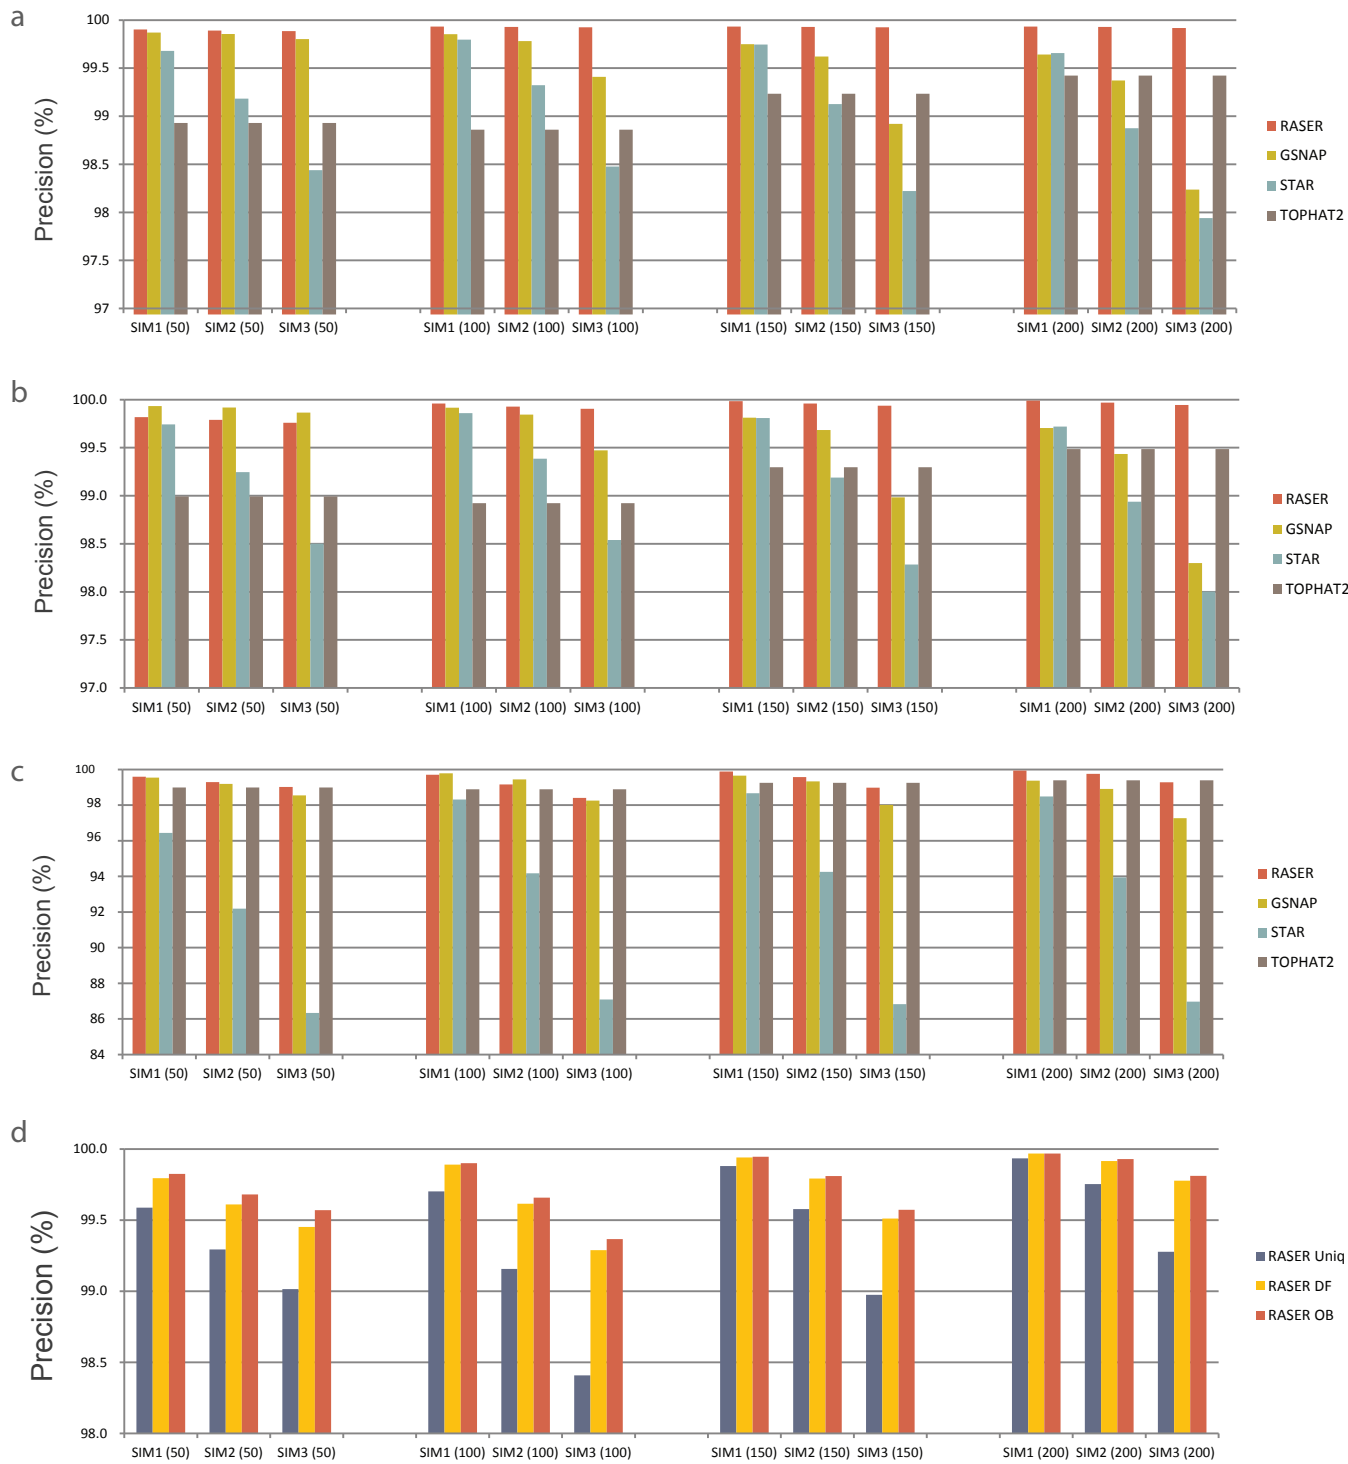 a
100
99.5
99
98.5
98
97.5
97
Precision (%)
SIM1 (50) SIM2 (50) SIM3 (50) SIM1 (100) SIM2 (100) SIM3 (100) SIM1 (150) SIM2 (150) SIM3 (150) SIM1 (200) SIM2 (200) SIM3 (200)
RASER
GSNAP
STAR
TOPHAT2
b
100.0
99.5
99.0
98.5
98.0
97.5
97.0
Precision (%)
SIM1 (50) SIM2 (50) SIM3 (50) SIM1 (100) SIM2 (100) SIM3 (100) SIM1 (150) SIM2 (150) SIM3 (150) SIM1 (200) SIM2 (200) SIM3 (200)
RASER
GSNAP
STAR
TOPHAT2
c
100
98
96
94
92
90
88
86
84
Precision (%)
SIM1 (50) SIM2 (50) SIM3 (50) SIM1 (100) SIM2 (100) SIM3 (100) SIM1 (150) SIM2 (150) SIM3 (150) SIM1 (200) SIM2 (200) SIM3 (200)
RASER
GSNAP
STAR
TOPHAT2
d
100.0
99.5
99.0
98.5
98.0
Precision (%)
SIM1 (50) SIM2 (50) SIM3 (50) SIM1 (100) SIM2 (100) SIM3 (100) SIM1 (150) SIM2 (150) SIM3 (150) SIM1 (200) SIM2 (200) SIM3 (200)
RASER Uniq
RASER DF
RASER OB